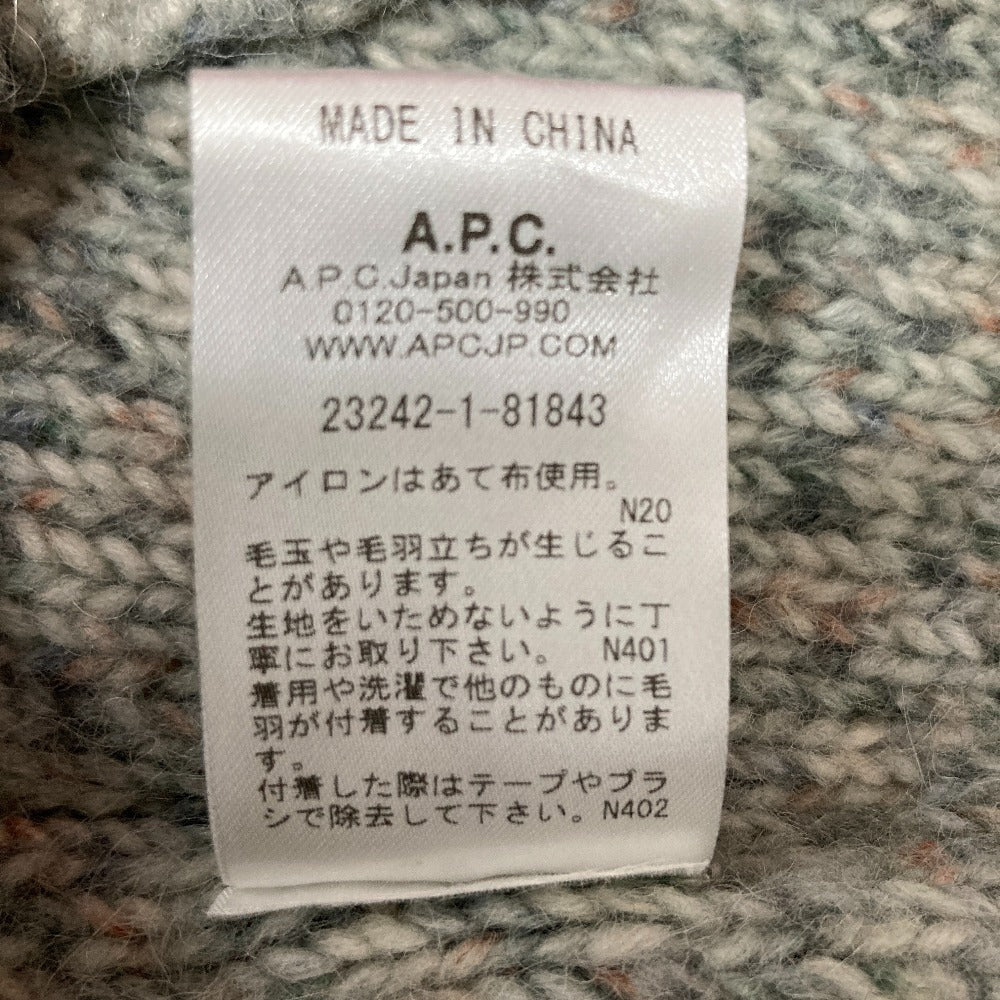 MADE IN CHINA
A.P.C.
A.P.C.Japan 株式会社
0120-500-990
WWW.APCJP.COM
23242-1-81843
アイロンはあて布使用。
N20
毛玉や毛羽立ちが生じるこ
とがあります。
生地をいためないように丁
寧にお取り下さい。 N401
着用や洗濯で他のものに毛
羽が付着することがありま
す。
付着した際はテープやブラ
シで除去して下さい。N402